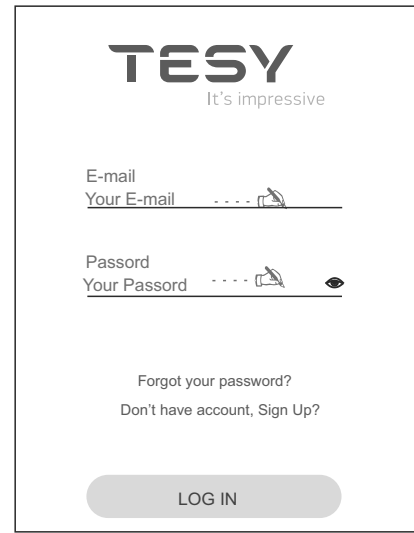 TESY
It's impressive
E-mail
Your E-mail
Passord
Your Passord
Forgot your password?
Don't have account, Sign Up?
LOG IN